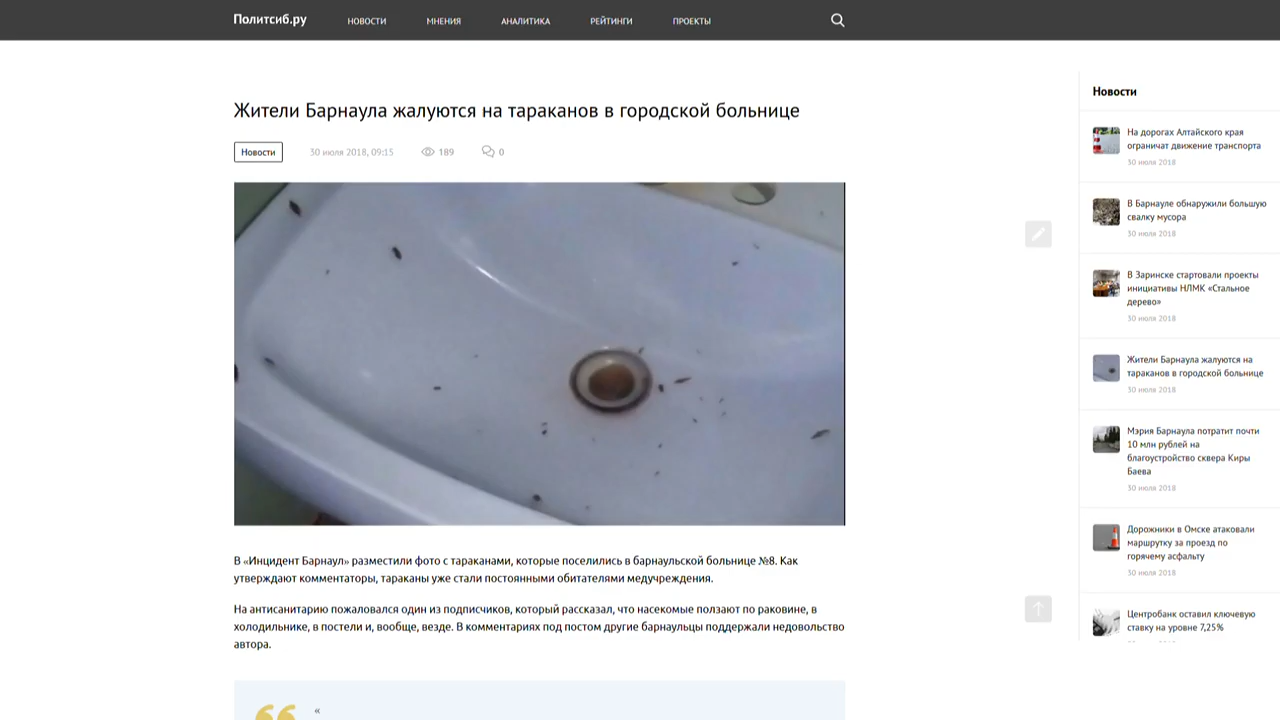 Политсиб.ру
НОВОСТИ
МНЕНИЯ
АНАЛИТИКА
РЕЙТИНГИ
ПРОЕКТЫ
Жители Барнаула жалуются на тараканов в городской больнице
Новости
30 июля 2018, 09:15
189
0
В «Инцидент Барнаул» разместили фото с тараканами, которые поселились в барнаульской больнице №8. Как
утверждают комментаторы, тараканы уже стали постоянными обитателями медучреждения.
На антисанитарию пожаловался один из подписчиков, который рассказал, что насекомые ползают по раковине, в
холодильнике, в постели и, вообще, везде. В комментариях под постом другие барнаульцы поддержали недовольство
автора.
«
Новости
На дорогах Алтайского края
ограничат движение транспорта
30 июля 2018
В Барнауле обнаружили большую
свалку мусора
30 июля 2018
В Заринске стартовали проекты
инициативы НЛМК «Стальное
дерево»
30 июля 2018
Жители Барнаула жалуются на
тараканов в городской больнице
30 июля 2018
Мэрия Барнаула потратит почти
10 млн рублей на
благоустройство сквера Киры
Баева
30 июля 2018
Дорожники в Омске атаковали
маршрутку за проезд по
горячему асфальту
30 июля 2018
Центробанк оставил ключевую
ставку на уровне 7,25%